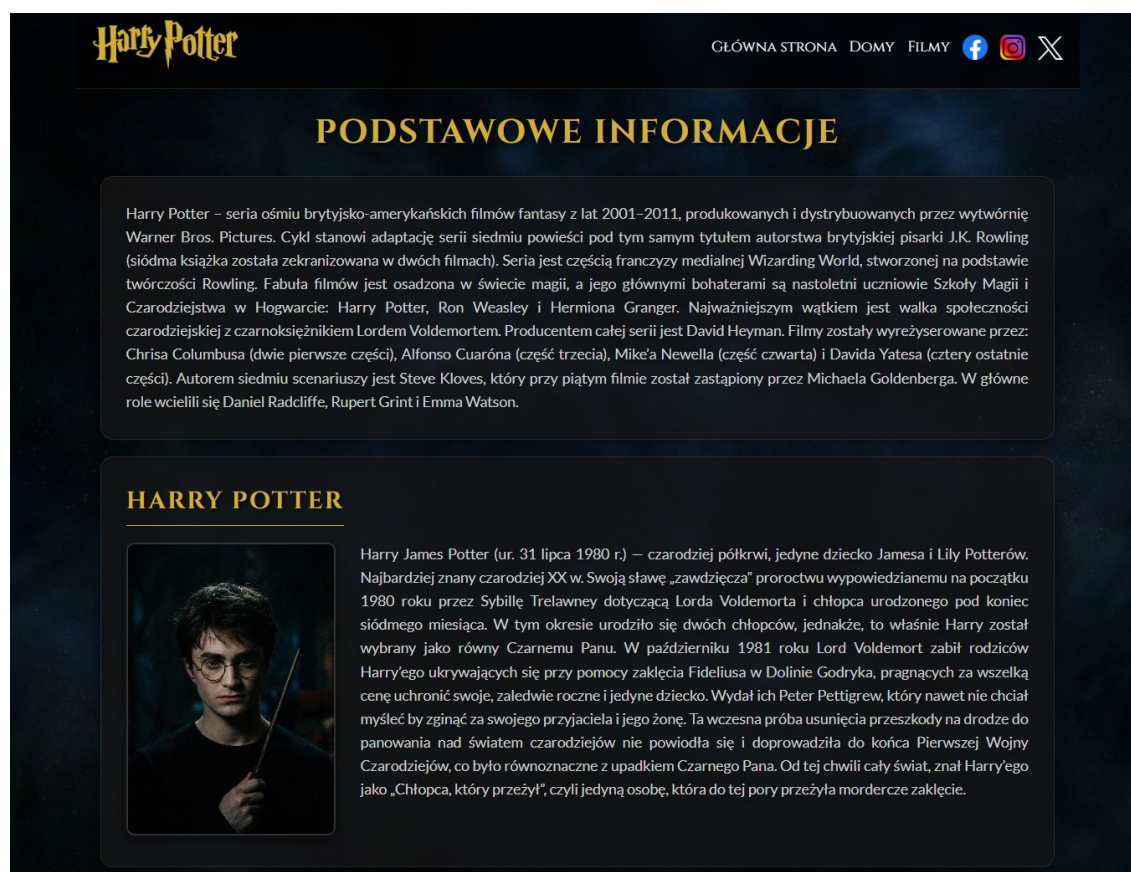 Harry Potter
Główna strona Domy Filmy
PODSTAWOWE INFORMACJE
Harry Potter – seria ośmiu brytyjsko-amerykańskich filmów fantasy z lat 2001–2011, produkowanych i dystrybuowanych przez wytwórnię
Warner Bros. Pictures. Cykl stanowi adaptację serii siedmiu powieści pod tym samym tytułem autorstwa brytyjskiej pisarki J.K. Rowling
(siódma książka została zekranizowana w dwóch filmach). Seria jest częścią franczyzy medialnej Wizarding World, stworzonej na podstawie
twórczości Rowling. Fabuła filmów jest osadzona w świecie magii, a jego głównymi bohaterami są nastoletni uczniowie Szkoły Magii i
Czarodziejstwa w Hogwarcie: Harry Potter, Ron Weasley i Hermiona Granger. Najważniejszym wątkiem jest walka społeczności
czarodziejskiej z czarnoksiężnikiem Lordem Voldemortem. Producentem całej serii jest David Heyman. Filmy zostały wyreżyserowane przez:
Chrisa Columbusa (dwie pierwsze części), Alfonso Cuaróna (część trzecia), Mike'a Newella (część czwarta) i Davida Yatesa (cztery ostatnie
części). Autorem siedmiu scenariuszy jest Steve Kloves, który przy piątym filmie został zastąpiony przez Michaela Goldenberga. W główne
role wcielili się Daniel Radcliffe, Rupert Grint i Emma Watson.
HARRY POTTER
Harry James Potter (ur. 31 lipca 1980 r.) — czarodziej półkrwi, jedyne dziecko Jamesa i Lily Potterów.
Najbardziej znany czarodziej XX w. Swoją sławę „zawdzięcza” proroctwu wypowiedzianemu na początku
1980 roku przez Sybillę Trelawney dotyczącą Lorda Voldemorta i chłopca urodzonego pod koniec
siódmego miesiąca. W tym okresie urodziło się dwóch chłopców, jednakże, to właśnie Harry został
wybrany jako równy Czarnemu Panu. W październiku 1981 roku Lord Voldemort zabił rodziców
Harry’ego ukrywających się przy pomocy zaklęcia Fideliusa w Dolinie Godryka, pragnących za wszelką
cenę uchronić swoje, zaledwie roczne i jedyne dziecko. Wydał ich Peter Pettigrew, który nawet nie chciał
myśleć by zginąć za swojego przyjaciela i jego żonę. Ta wczesna próba usunięcia przeszkody na drodze do
panowania nad światem czarodziejów nie powiodła się i doprowadziła do końca Pierwszej Wojny
Czarodziejów, co było równoznaczne z upadkiem Czarnego Pana. Od tej chwili cały świat, znał Harry’ego
jako „Chłopca, który przeżył”, czyli jedyną osobę, która do tej pory przeżyła mordercze zaklęcie.